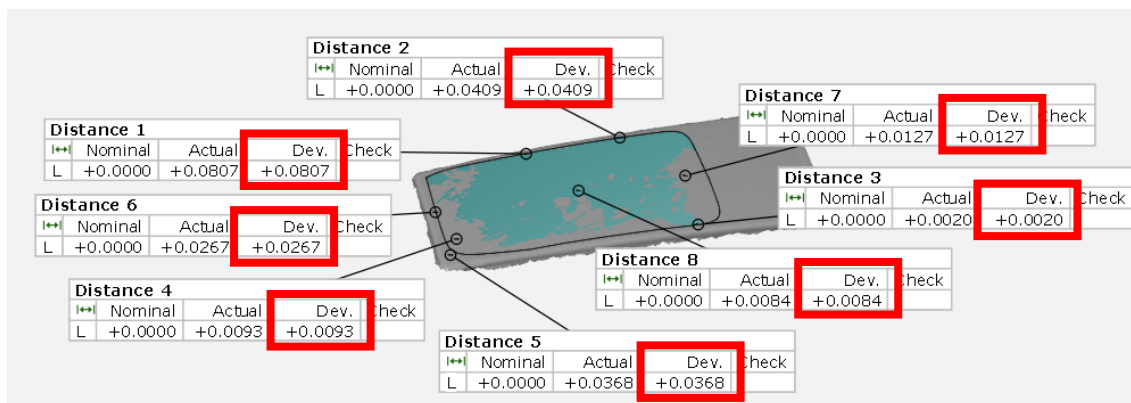 Distance 2
Nominal Actual Dev. Check
L +0.0000 +0.0409 +0.0409
Distance 7
Nominal Actual Dev. Check
L +0.0000 +0.0127 +0.0127
Distance 1
Nominal Actual Dev. Check
L +0.0000 +0.0807 +0.0807
Distance 3
Nominal Actual Dev. Check
L +0.0000 +0.0020 +0.0020
Distance 6
Nominal Actual Dev. Check
L +0.0000 +0.0267 +0.0267
Distance 8
Nominal Actual Dev. Check
L +0.0000 +0.0084 +0.0084
Distance 4
Nominal Actual Dev. Check
L +0.0000 +0.0093 +0.0093
Distance 5
Nominal Actual Dev. Check
L +0.0000 +0.0368 +0.0368